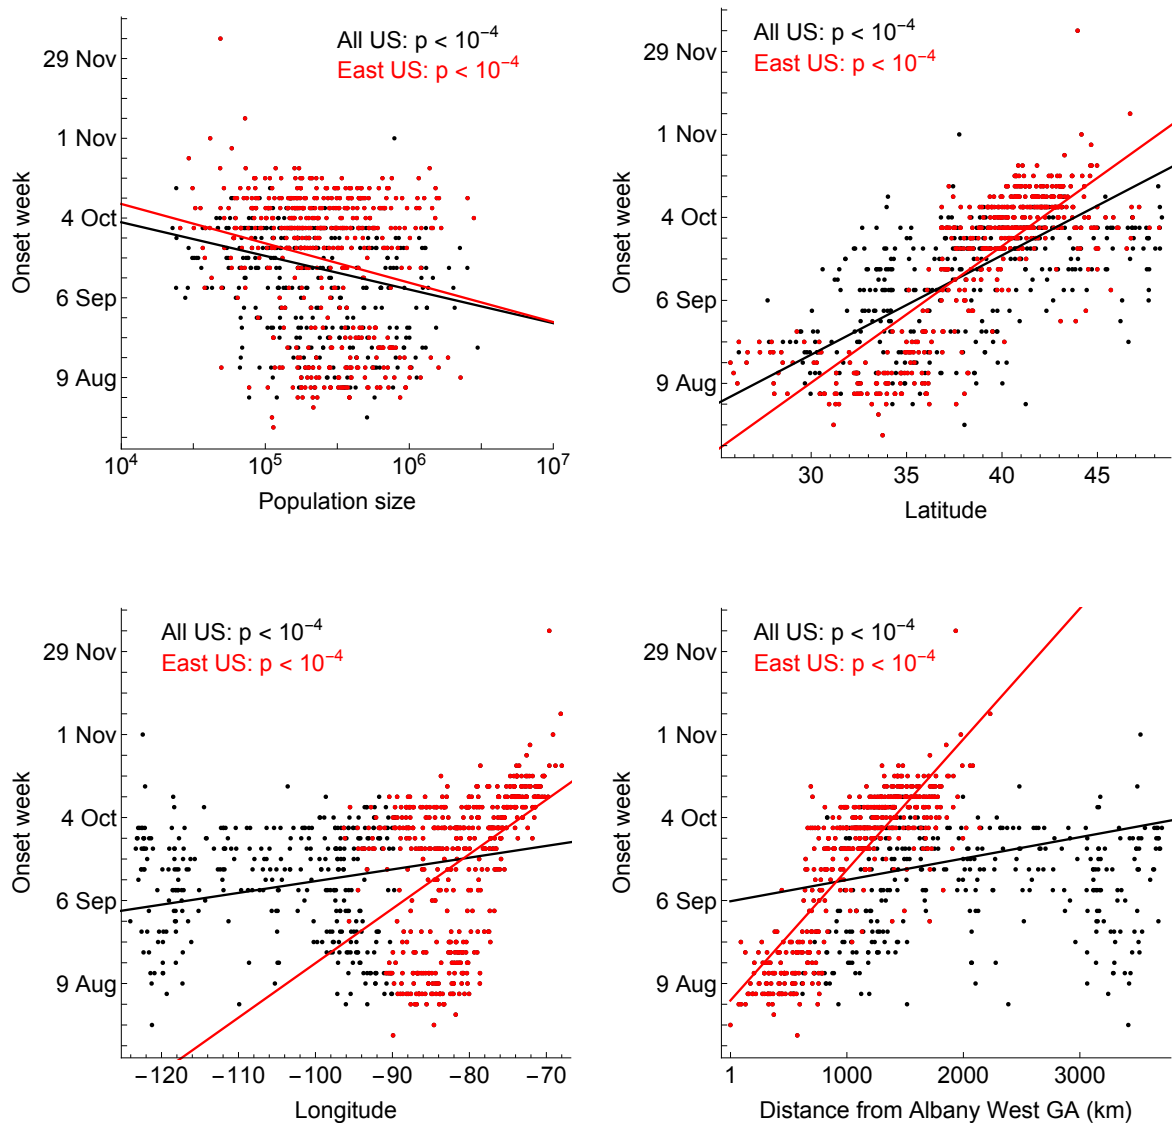 All US: p < 10⁻⁴
East US: p < 10⁻⁴
29 Nov
1 Nov
4 Oct
6 Sep
9 Aug
Onset week
10⁴ 10⁵ 10⁶ 10⁷
Population size
All US: p < 10⁻⁴
East US: p < 10⁻⁴
29 Nov
1 Nov
4 Oct
6 Sep
9 Aug
Onset week
30 35 40 45
Latitude
All US: p < 10⁻⁴
East US: p < 10⁻⁴
29 Nov
1 Nov
4 Oct
6 Sep
9 Aug
Onset week
−120 −110 −100 −90 −80 −70
Longitude
All US: p < 10⁻⁴
East US: p < 10⁻⁴
29 Nov
1 Nov
4 Oct
6 Sep
9 Aug
Onset week
1 1000 2000 3000
Distance from Albany West GA (km)